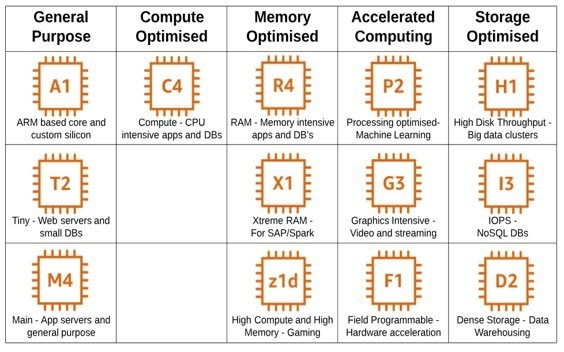 General
Purpose
Compute
Optimised
Memory
Optimised
Accelerated
Computing
Storage
Optimised
A1
ARM based core and
custom silicon
C4
Compute - CPU
intensive apps and DBs
R4
RAM - Memory intensive
apps and DB's
P2
Processing optimised-
Machine Learning
H1
High Disk Throughput -
Big data clusters
T2
Tiny - Web servers and
small DBs
X1
Xtreme RAM -
For SAP/Spark
G3
Graphics Intensive -
Video and streaming
I3
IOPS -
NoSQL DBs
M4
Main - App servers and
general purpose
z1d
High Compute and High
Memory - Gaming
F1
Field Programmable -
Hardware acceleration
D2
Dense Storage - Data
Warehousing